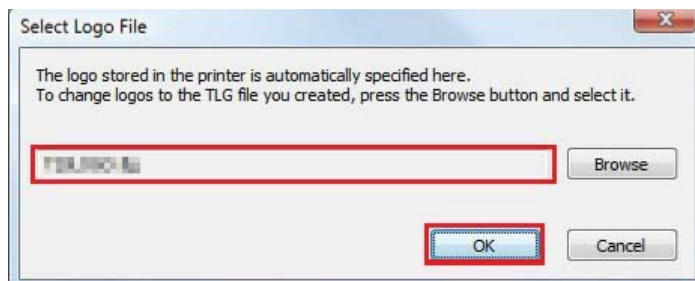 Select Logo File
The logo stored in the printer is automatically specified here.
To change logos to the TLG file you created, press the Browse button and select it.
Browse
OK
Cancel